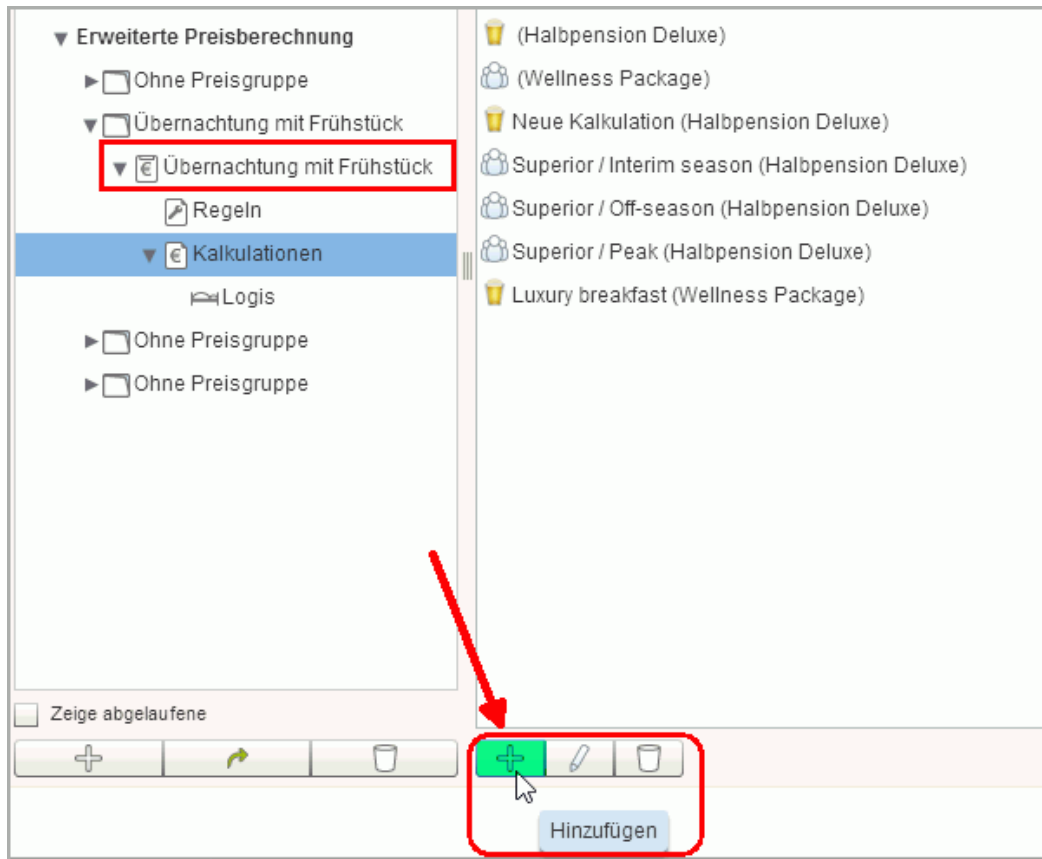 Erweiterte Preisberechnung
Ohne Preisgruppe
Übernachtung mit Frühstück
Übernachtung mit Frühstück
Regeln
Kalkulationen
Logis
Ohne Preisgruppe
Ohne Preisgruppe
Zeige abgelaufene
(Halbpension Deluxe)
(Wellness Package)
Neue Kalkulation (Halbpension Deluxe)
Superior / Interim season (Halbpension Deluxe)
Superior / Off-season (Halbpension Deluxe)
Superior / Peak (Halbpension Deluxe)
Luxury breakfast (Wellness Package)
Hinzufügen